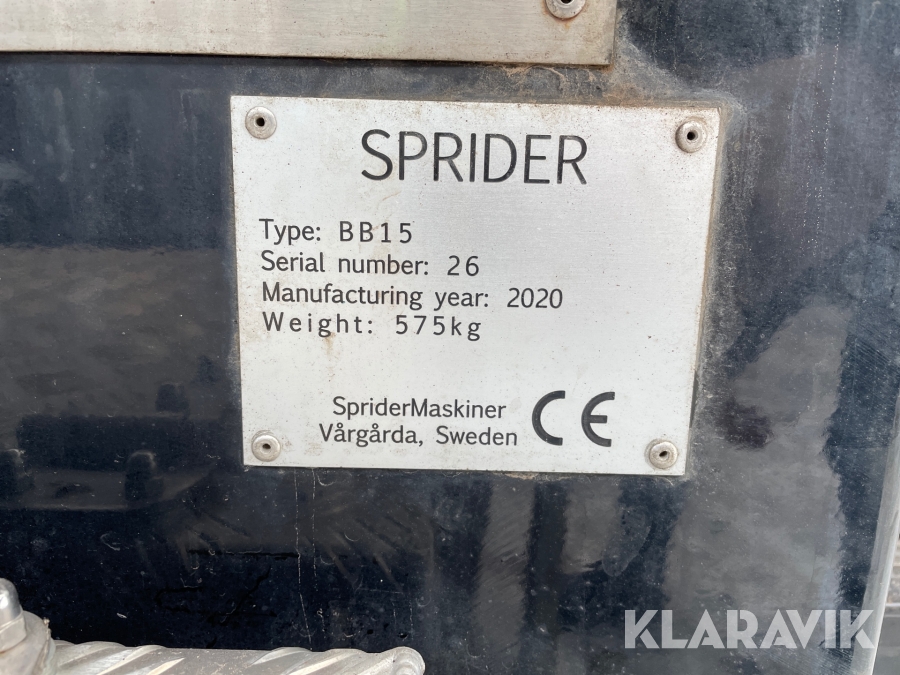 SPRIDER
Type: BB15
Serial number: 26
Manufacturing year: 2020
Weight: 575kg
SpriderMaskiner
Vårgårda, Sweden
CE
KLARAVIK